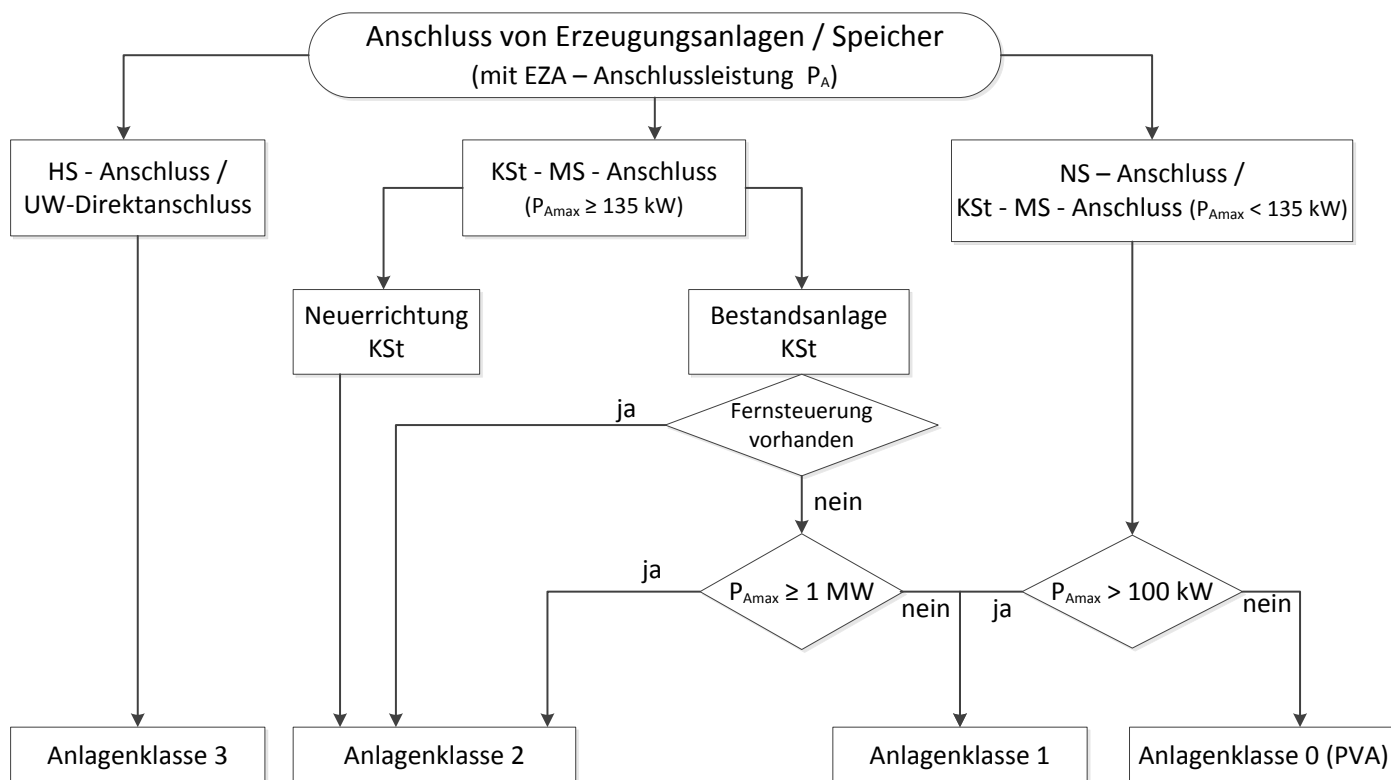 Anschluss von Erzeugungsanlagen / Speicher
(mit EZA – Anschlussleistung PA)
HS - Anschluss /
UW-Direktanschluss
KSt - MS - Anschluss
(PAmax ≥ 135 kW)
NS – Anschluss /
KSt - MS - Anschluss (PAmax < 135 kW)
Neuerrichtung
KSt
Bestandsanlage
KSt
ja
Fernsteuerung
vorhanden
nein
ja
PAmax ≥ 1 MW
nein
ja
PAmax > 100 kW
nein
Anlagenklasse 3
Anlagenklasse 2
Anlagenklasse 1
Anlagenklasse 0 (PVA)